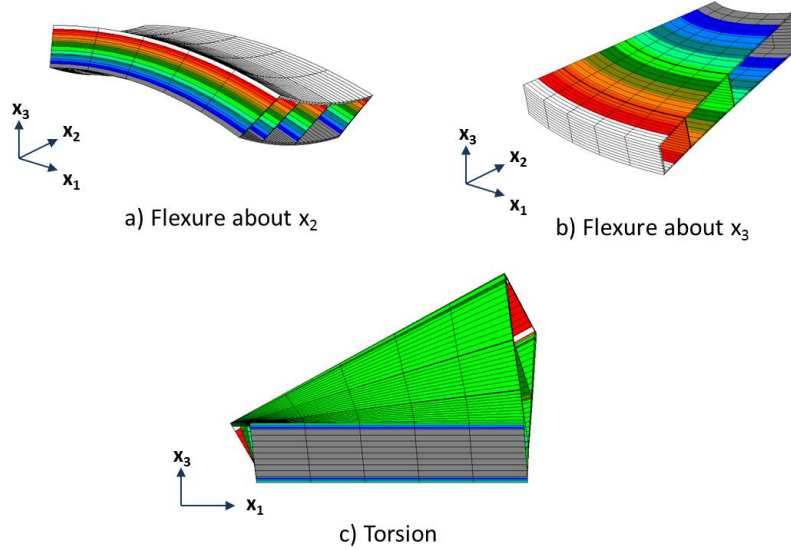 x₃
x₂
x₁
a) Flexure about x₂
x₃
x₂
x₁
b) Flexure about x₃
x₃
x₁
c) Torsion